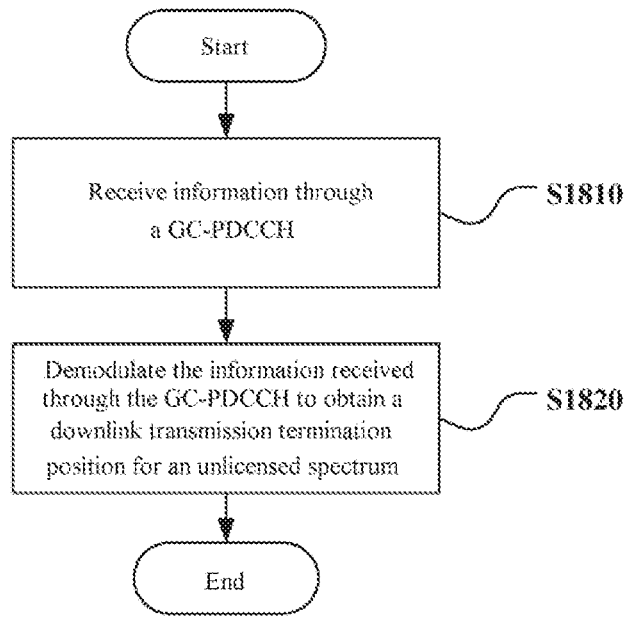 Start
Receive information through
a GC-PDCCH
S1810
Demodulate the information received
through the GC-PDCCH to obtain a
downlink transmission termination
position for an unlicensed spectrum
S1820
End